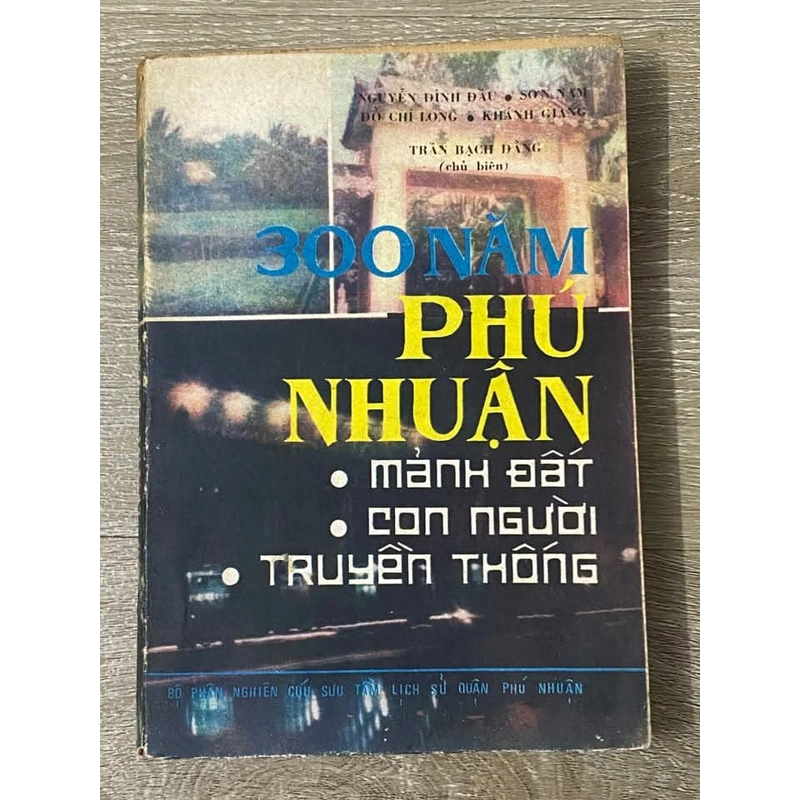 NGUYỄN ĐÌNH ĐẦU • SƠN NAM
ĐỖ CHÍ LONG • KHÁNH GIANG
TRẦN BẠCH ĐẰNG
(chủ biên)
300 NĂM
PHÚ
NHUẬN
• MẢNH ĐẤT
• CON NGƯỜI
• TRUYỀN THỐNG
BỘ PHẬN NGHIÊN CỨU SƯU TẦM LỊCH SỬ QUẬN PHÚ NHUẬN